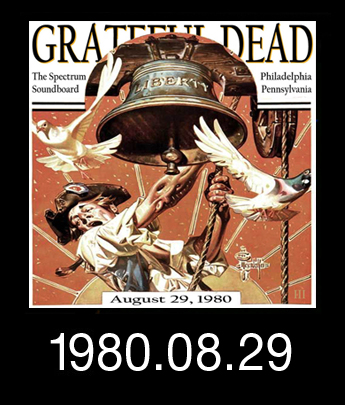 GRATEFUL DEAD
The Spectrum
Soundboard
Philadelphia
Pennsylvania
LIBERTY
August 29, 1980
1980.08.29